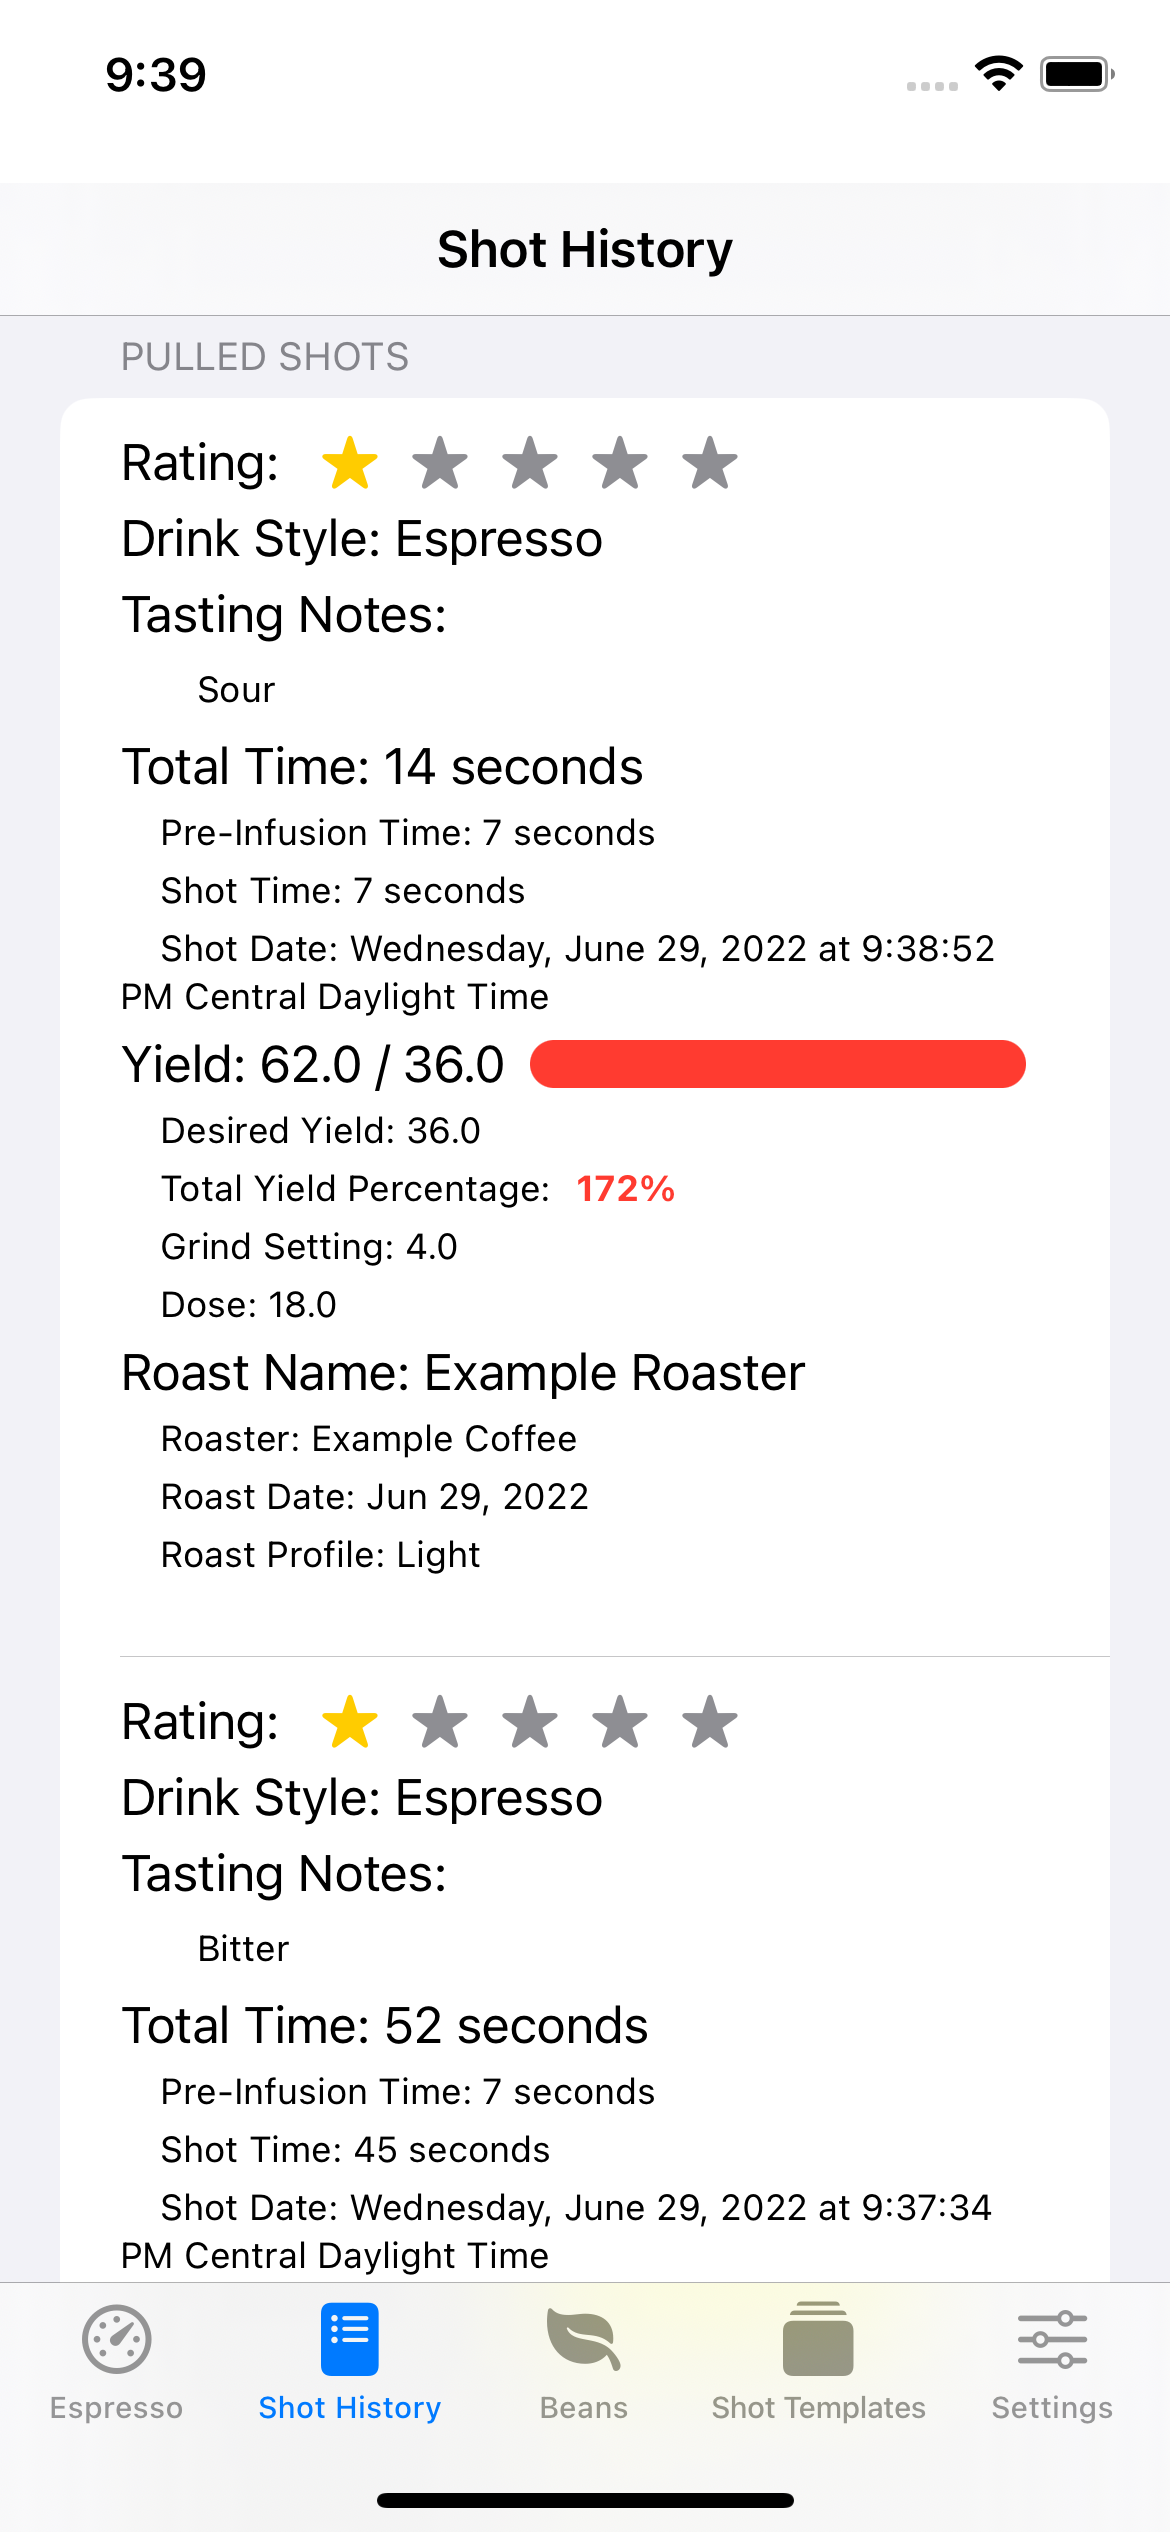 9:39
Shot History
PULLED SHOTS
Rating:
Drink Style: Espresso
Tasting Notes:
Sour
Total Time: 14 seconds
Pre-Infusion Time: 7 seconds
Shot Time: 7 seconds
Shot Date: Wednesday, June 29, 2022 at 9:38:52
PM Central Daylight Time
Yield: 62.0 / 36.0
Desired Yield: 36.0
Total Yield Percentage: 172%
Grind Setting: 4.0
Dose: 18.0
Roast Name: Example Roaster
Roaster: Example Coffee
Roast Date: Jun 29, 2022
Roast Profile: Light
Rating:
Drink Style: Espresso
Tasting Notes:
Bitter
Total Time: 52 seconds
Pre-Infusion Time: 7 seconds
Shot Time: 45 seconds
Shot Date: Wednesday, June 29, 2022 at 9:37:34
PM Central Daylight Time
Espresso
Shot History
Beans
Shot Templates
Settings